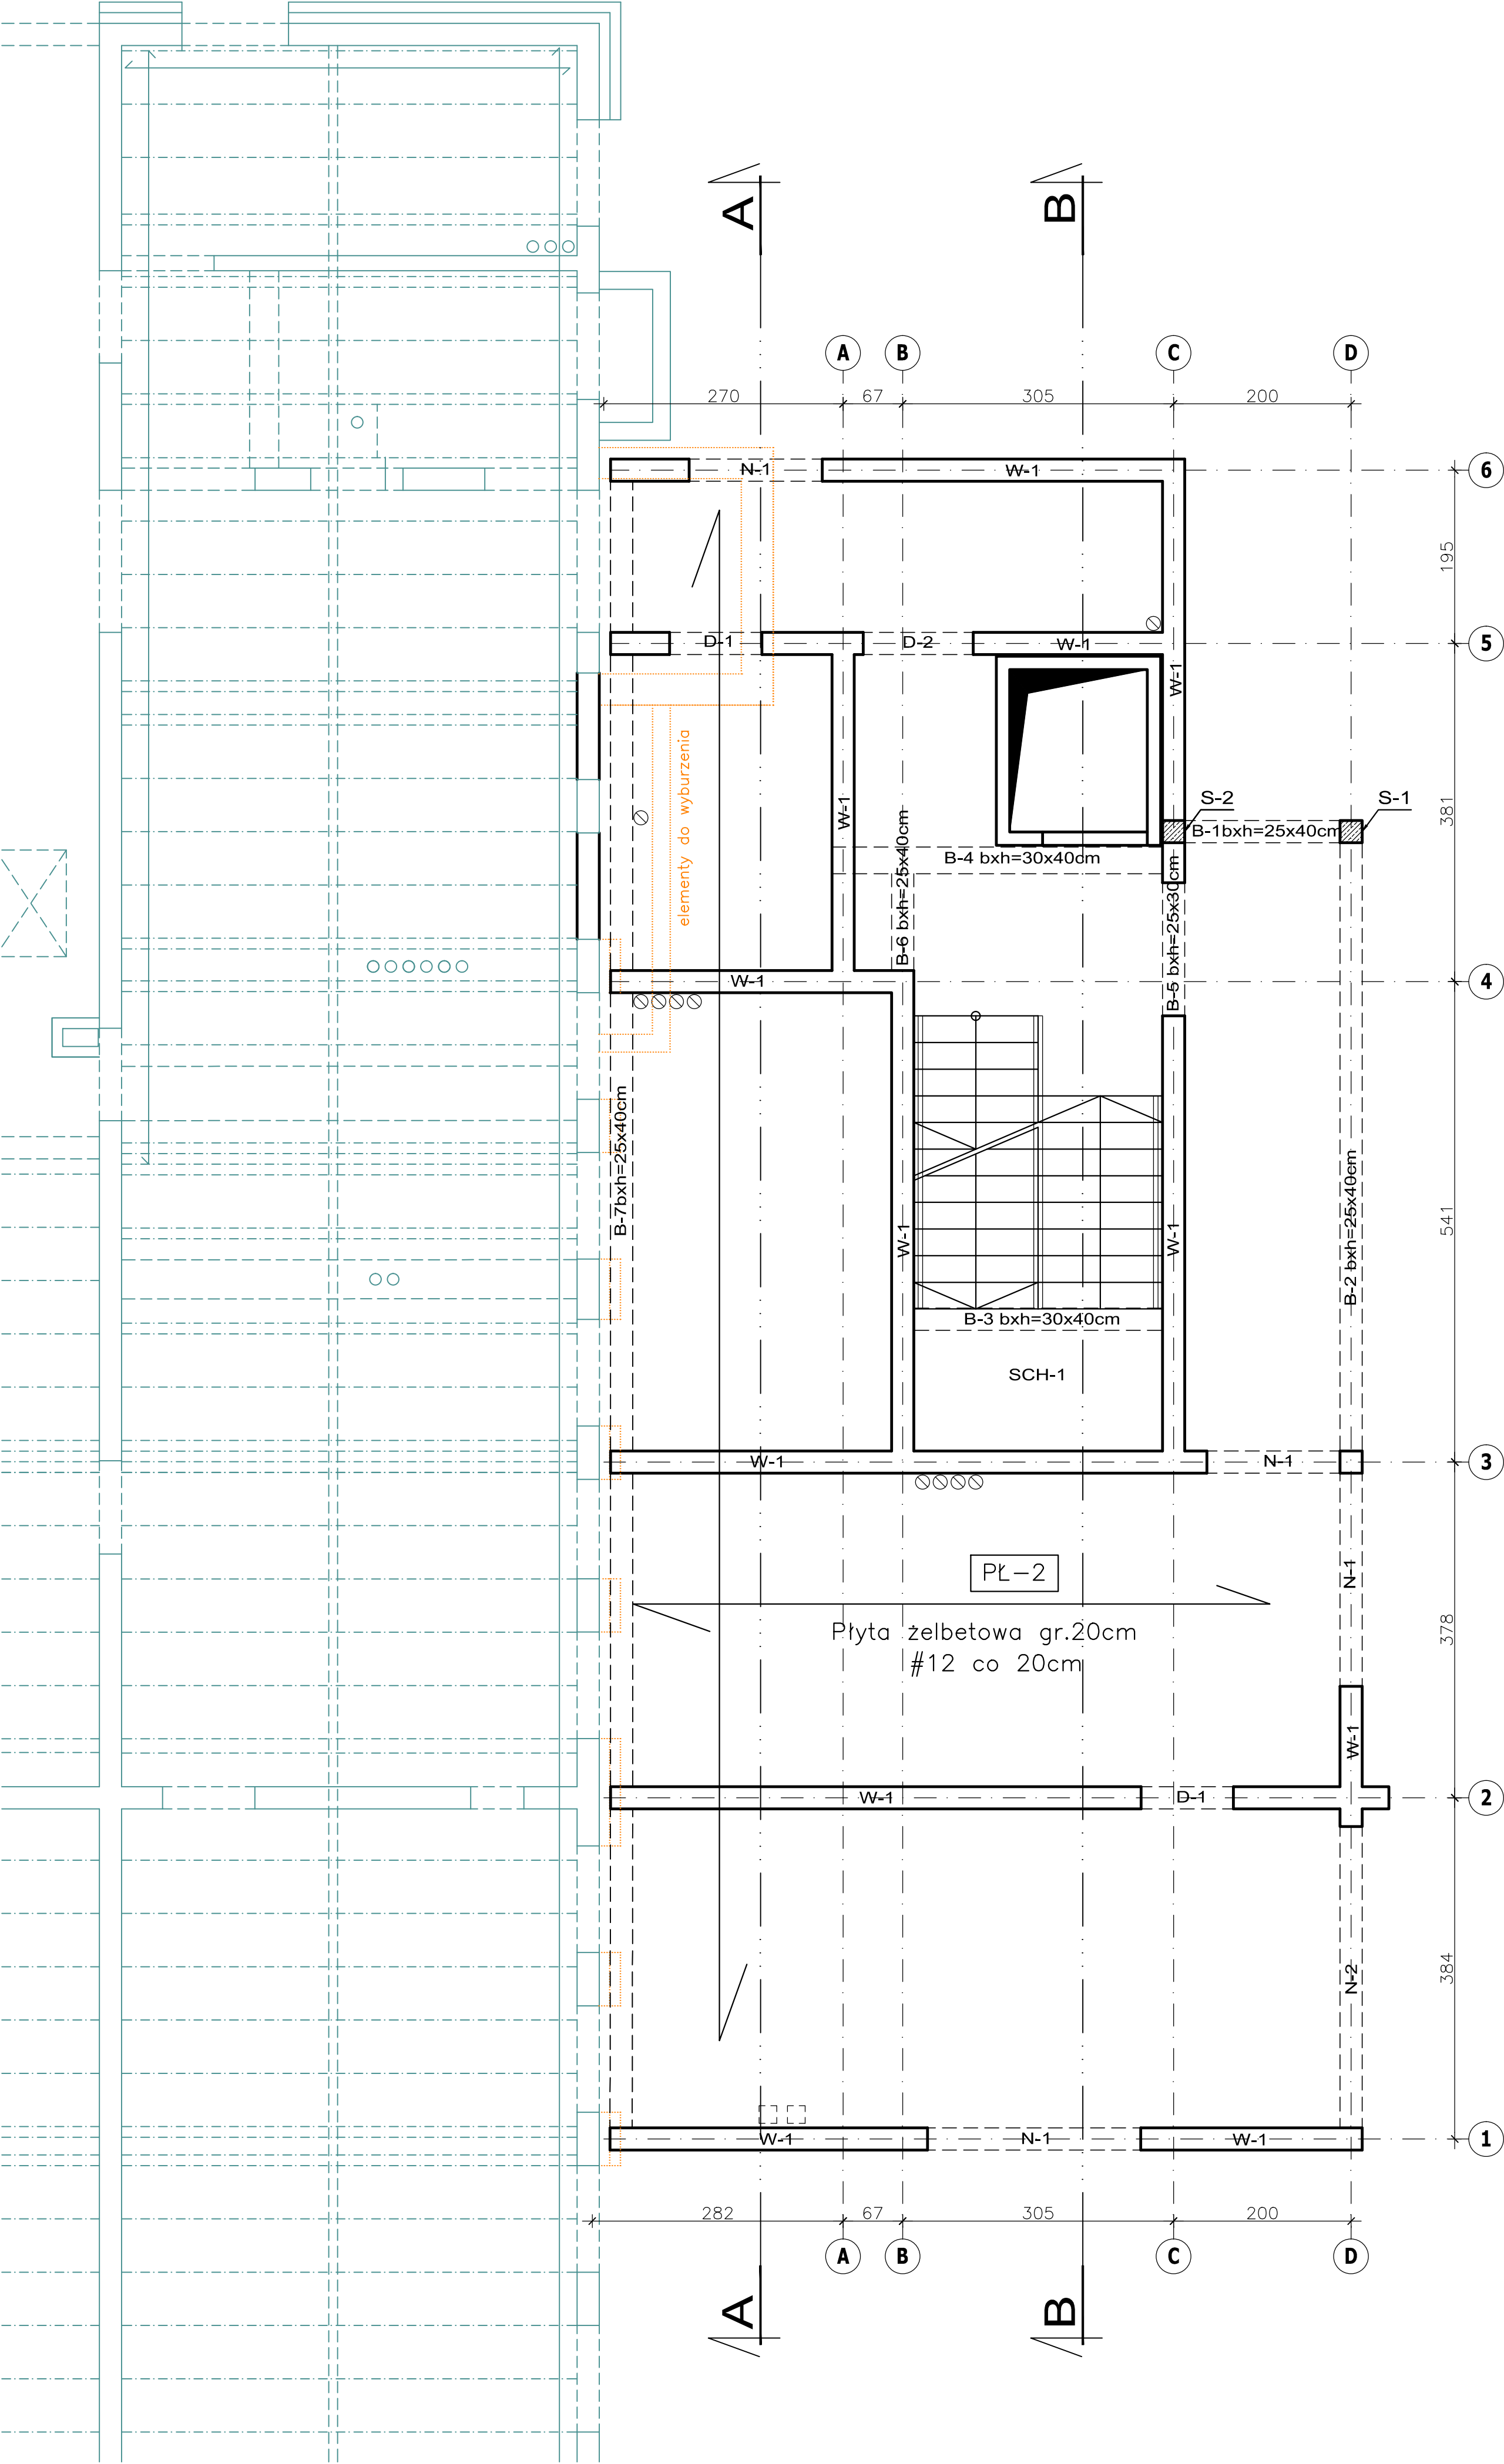 A
B
A
B
C
D
270
67
305
200
N-1
W-1
6
195
D-1
D-2
W-1
5
W-1
elementy do wyburzenia
W-1
S-2
S-1
381
B-1bxh=25x40cm
B-4 bxh=30x40cm
B-6 bxh=25x40cm
B-5 bxh=25x30cm
W-1
4
B-7bxh=25x40cm
W-1
W-1
B-2 bxh=25x40cm
541
B-3 bxh=30x40cm
SCH-1
W-1
N-1
3
PŁ-2
N-1
Płyta żelbetowa gr.20cm
#12 co 20cm
378
W-1
W-1
D-1
2
N-2
384
W-1
N-1
W-1
1
282
67
305
200
A
B
C
D
A
B